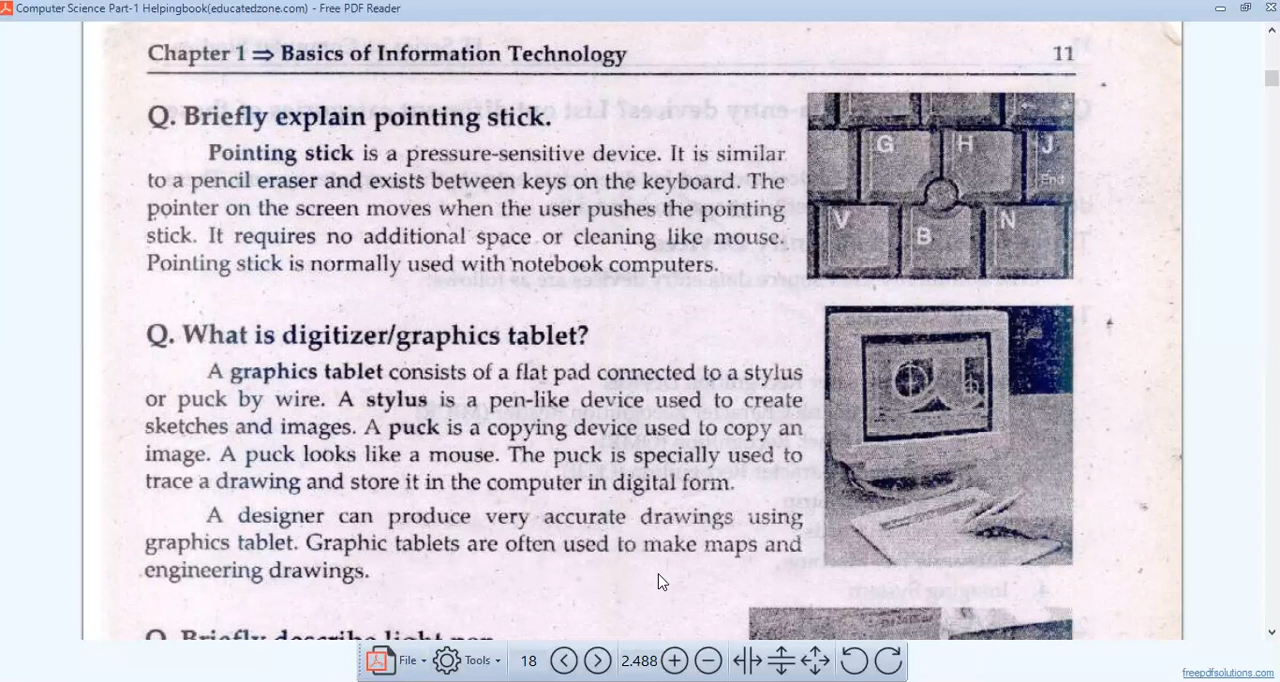 Computer Science Part-1 Helpingbook(educatedzone.com) - Free PDF Reader
Chapter 1 ⇒ Basics of Information Technology 11
Q. Briefly explain pointing stick.
Pointing stick is a pressure-sensitive device. It is similar
to a pencil eraser and exists between keys on the keyboard. The
pointer on the screen moves when the user pushes the pointing
stick. It requires no additional space or cleaning like mouse.
Pointing stick is normally used with notebook computers.
G H J
End
V B N
Q. What is digitizer/graphics tablet?
A graphics tablet consists of a flat pad connected to a stylus
or puck by wire. A stylus is a pen-like device used to create
sketches and images. A puck is a copying device used to copy an
image. A puck looks like a mouse. The puck is specially used to
trace a drawing and store it in the computer in digital form.
A designer can produce very accurate drawings using
graphics tablet. Graphic tablets are often used to make maps and
engineering drawings.
Q. Briefly describe light pen
File Tools 18 2.488
freepdfsolutions.com